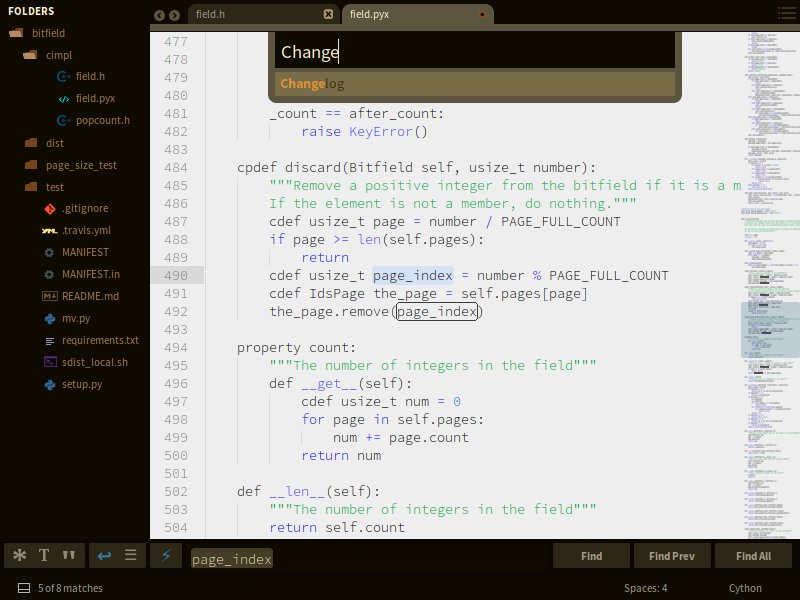 FOLDERS
bitfield
cimpl
field.h
field.pyx
popcount.h
dist
page_size_test
test
.gitignore
.travis.yml
MANIFEST
MANIFEST.in
README.md
mv.py
requirements.txt
sdist_local.sh
setup.py
field.h
field.pyx
Change
Changelog
477
478
479
480
481 _count == after_count:
482 raise KeyError()
483
484 cpdef discard(Bitfield self, usize_t number):
485 """Remove a positive integer from the bitfield if it is a m
486 If the element is not a member, do nothing."""
487 cdef usize_t page = number / PAGE_FULL_COUNT
488 if page >= len(self.pages):
489 return
490 cdef usize_t page_index = number % PAGE_FULL_COUNT
491 cdef IdsPage the_page = self.pages[page]
492 the_page.remove(page_index)
493
494 property count:
495 """The number of integers in the field"""
496 def __get__(self):
497 cdef usize_t num = 0
498 for page in self.pages:
499 num += page.count
500 return num
501
502 def __len__(self):
503 """The number of integers in the field"""
504 return self.count
page_index
Find
Find Prev
Find All
5 of 8 matches
Spaces: 4
Cython